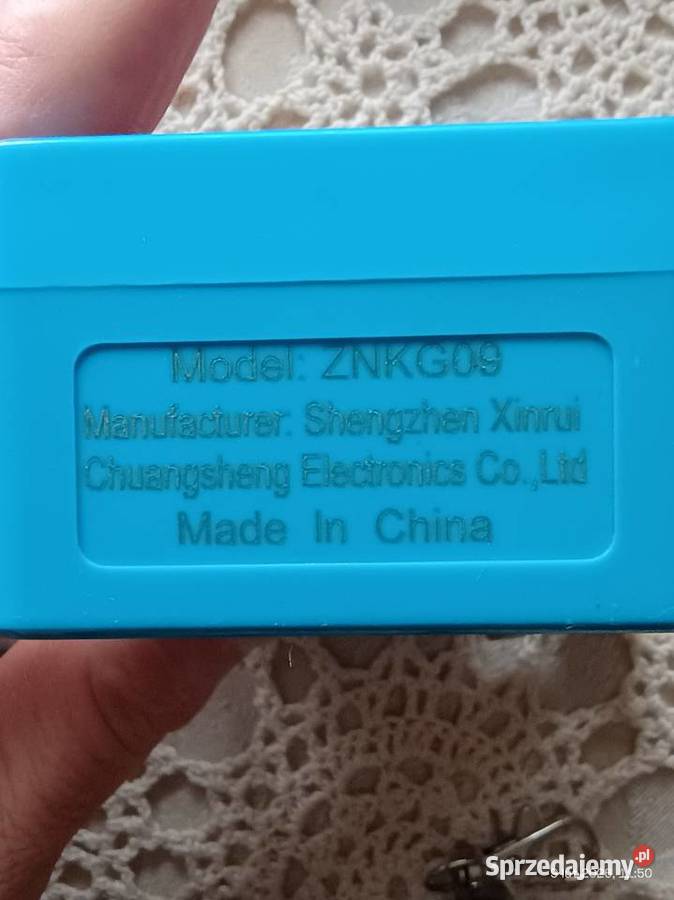 Model: ZNKG09
Manufacturer: Shengzhen Xinrui
Chuangsheng Electronics Co.,Ltd
Made In China
Sprzedajemy.pl